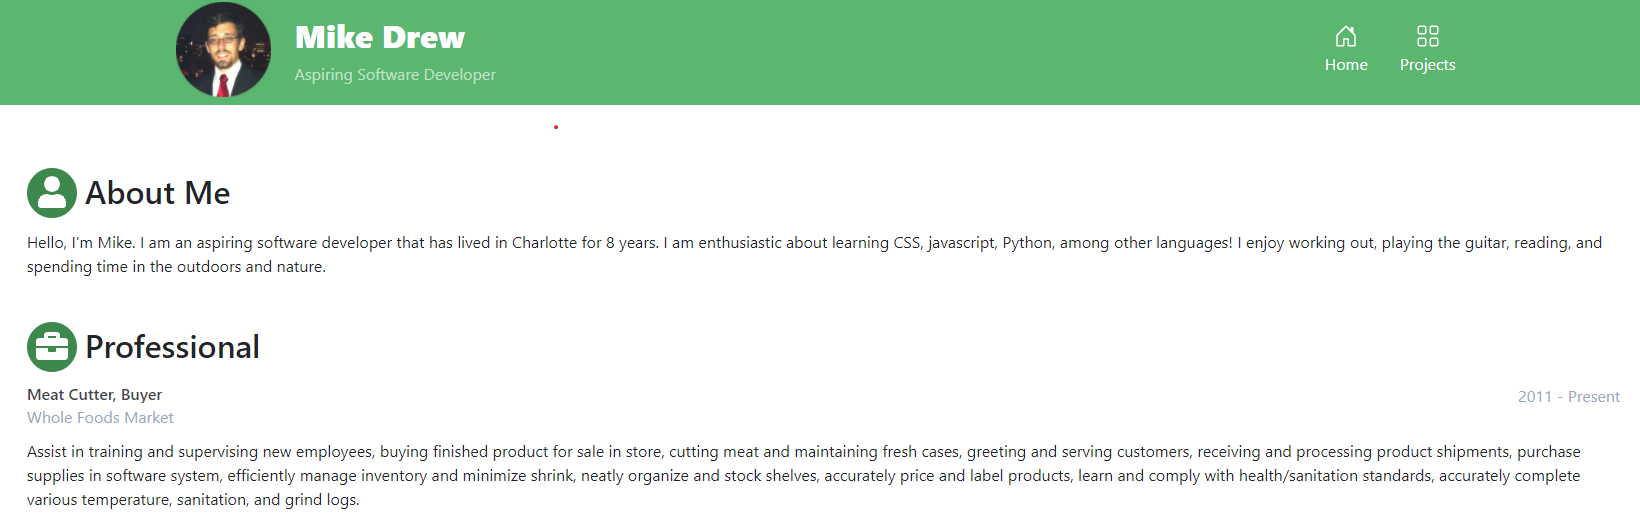 Mike Drew
Aspiring Software Developer
Home
Projects
About Me
Hello, I'm Mike. I am an aspiring software developer that has lived in Charlotte for 8 years. I am enthusiastic about learning CSS, javascript, Python, among other languages! I enjoy working out, playing the guitar, reading, and
spending time in the outdoors and nature.
Professional
Meat Cutter, Buyer
2011 - Present
Whole Foods Market
Assist in training and supervising new employees, buying finished product for sale in store, cutting meat and maintaining fresh cases, greeting and serving customers, receiving and processing product shipments, purchase
supplies in software system, efficiently manage inventory and minimize shrink, neatly organize and stock shelves, accurately price and label products, learn and comply with health/sanitation standards, accurately complete
various temperature, sanitation, and grind logs.